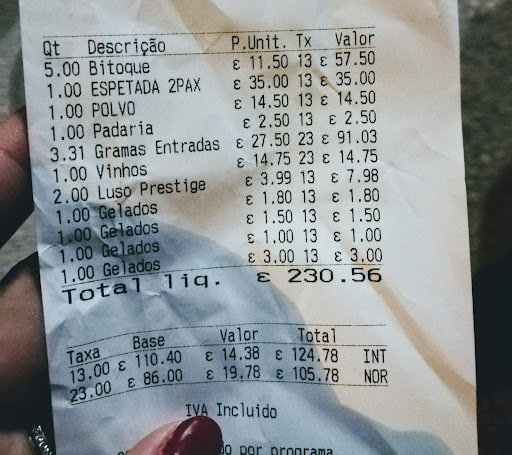 Qt Descrição P.Unit. Tx Valor
5.00 Bitoque ε 11.50 13 ε 57.50
1.00 ESPETADA 2PAX ε 35.00 13 ε 35.00
1.00 POLVO ε 14.50 13 ε 14.50
1.00 Padaria ε 2.50 13 ε 2.50
3.31 Gramas Entradas ε 27.50 23 ε 91.03
1.00 Vinhos ε 14.75 23 ε 14.75
2.00 Luso Prestige ε 3.99 13 ε 7.98
1.00 Gelados ε 1.80 13 ε 1.80
1.00 Gelados ε 1.50 13 ε 1.50
1.00 Gelados ε 1.00 13 ε 1.00
1.00 Gelados ε 3.00 13 ε 3.00
Total liq. ε 230.56
Taxa Base Valor Total
13.00 ε 110.40 ε 14.38 ε 124.78 INT
23.00 ε 86.00 ε 19.78 ε 105.78 NOR
IVA Incluido
por programa